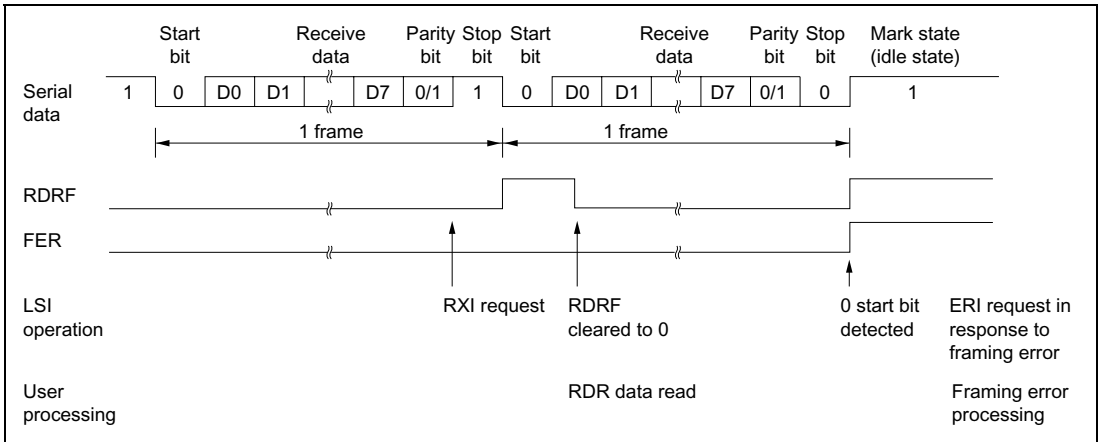 Start bit Receive data Parity bit Stop bit Start bit Receive data Parity bit Stop bit Mark state (idle state)
Serial data 1 0 D0 D1 D7 0/1 1 0 D0 D1 D7 0/1 0 1
1 frame 1 frame
RDRF
FER
LSI operation RXI request RDRF cleared to 0 0 start bit detected ERI request in response to framing error
User processing RDR data read Framing error processing